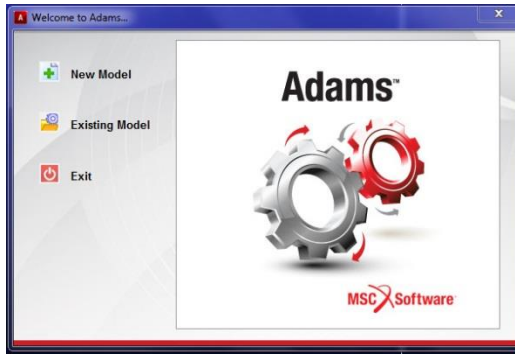 Welcome to Adams...
New Model
Existing Model
Exit
Adams™
MSC Software